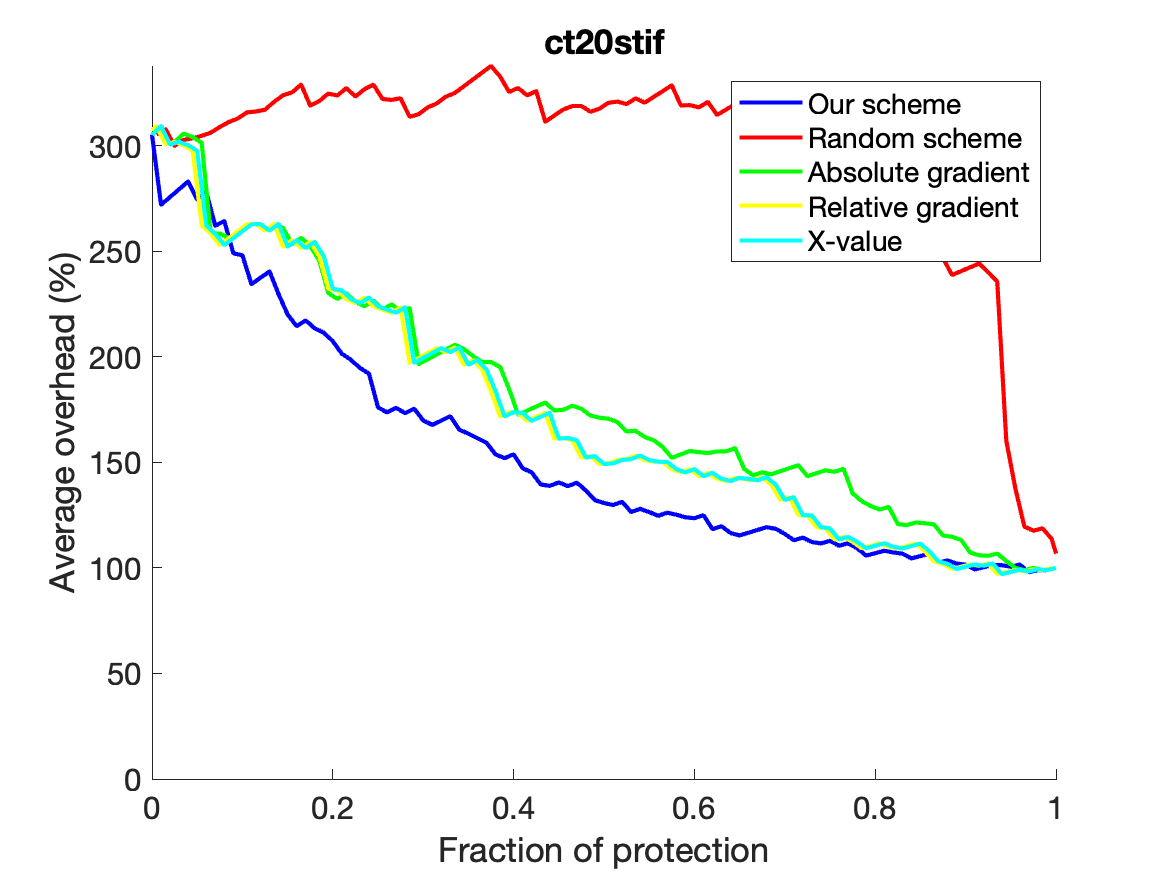 ct20stif
Our scheme
Random scheme
Absolute gradient
Relative gradient
X-value
Average overhead (%)
300
250
200
150
100
50
0
0 0.2 0.4 0.6 0.8 1
Fraction of protection